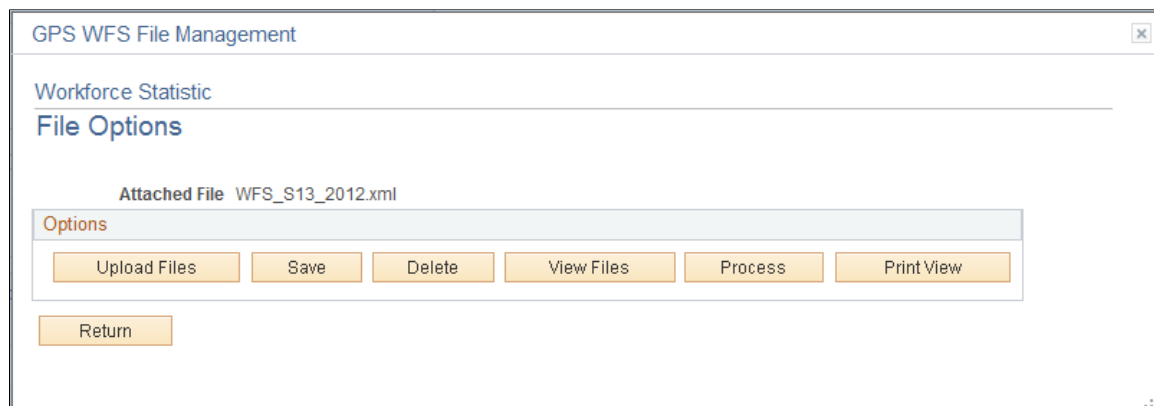 GPS WFS File Management
Workforce Statistic
File Options
Attached File WFS_S13_2012.xml
Options
Upload Files Save Delete View Files Process Print View
Return